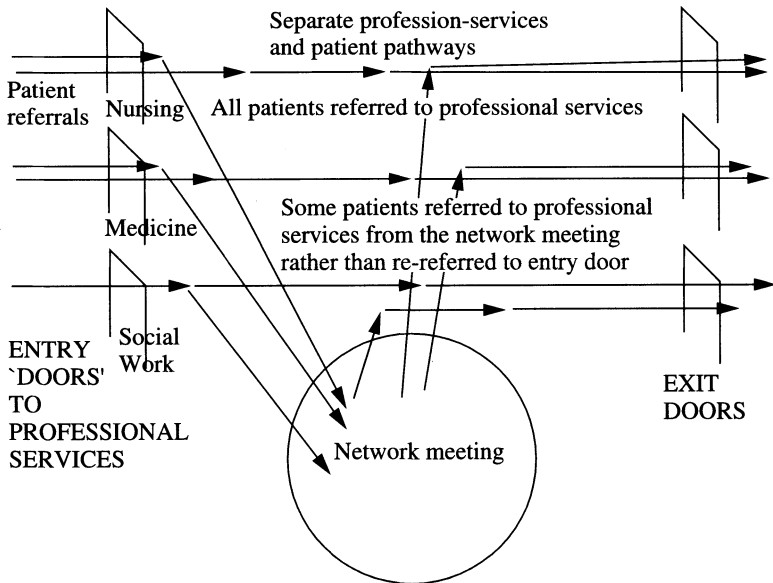 Separate profession-services
and patient pathways
Patient
referrals
Nursing
All patients referred to professional services
Medicine
Some patients referred to professional
services from the network meeting
rather than re-referred to entry door
Social
Work
ENTRY
`DOORS'
TO
PROFESSIONAL
SERVICES
EXIT
DOORS
Network meeting